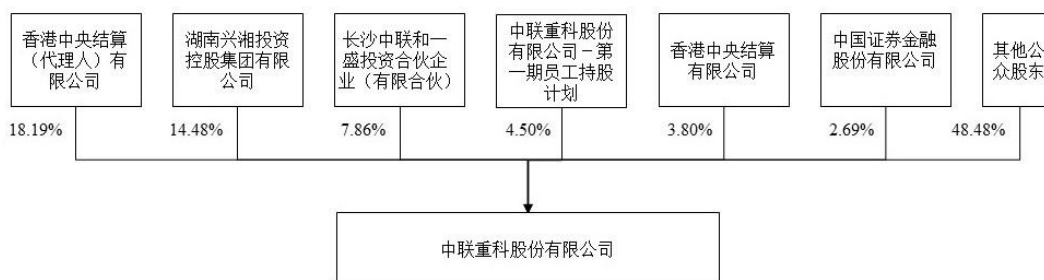 香港中央结算
（代理人）有
限公司
湖南兴湘投资
控股集团有限
公司
长沙中联和一
盛投资合伙企
业（有限合伙）
中联重科股份
有限公司－第
一期员工持股
计划
香港中央结算
有限公司
中国证券金融
股份有限公司
其他公
众股东
18.19%
14.48%
7.86%
4.50%
3.80%
2.69%
48.48%
中联重科股份有限公司